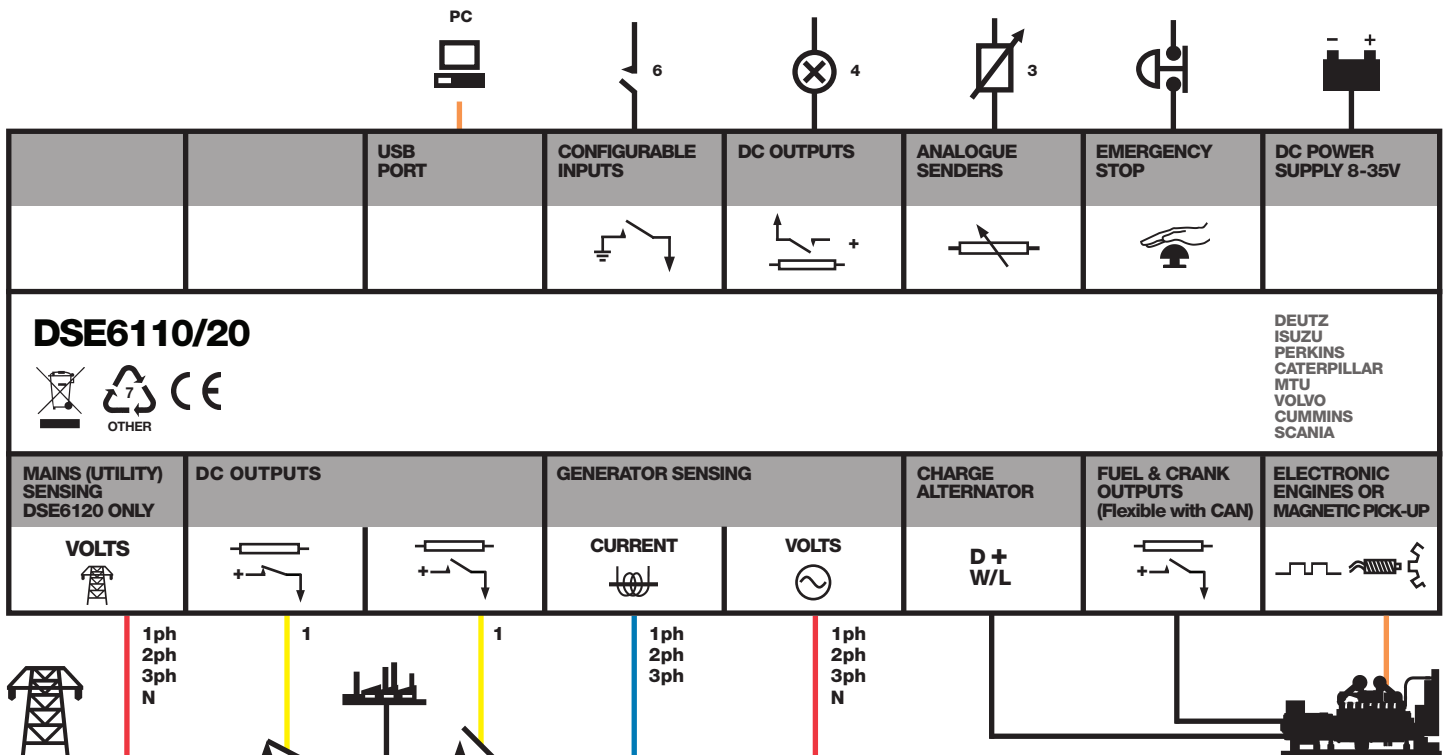 PC
6
4
3
- +
USB
PORT
CONFIGURABLE
INPUTS
DC OUTPUTS
ANALOGUE
SENDERS
EMERGENCY
STOP
DC POWER
SUPPLY 8-35V
+
DSE6110/20
7
OTHER
CE
DEUTZ
ISUZU
PERKINS
CATERPILLAR
MTU
VOLVO
CUMMINS
SCANIA
MAINS (UTILITY)
SENSING
DSE6120 ONLY
DC OUTPUTS
GENERATOR SENSING
CHARGE
ALTERNATOR
FUEL & CRANK
OUTPUTS
(Flexible with CAN)
ELECTRONIC
ENGINES OR
MAGNETIC PICK-UP
VOLTS
+
+
CURRENT
VOLTS
D +
W/L
+
1ph
2ph
3ph
N
1
1
1ph
2ph
3ph
1ph
2ph
3ph
N